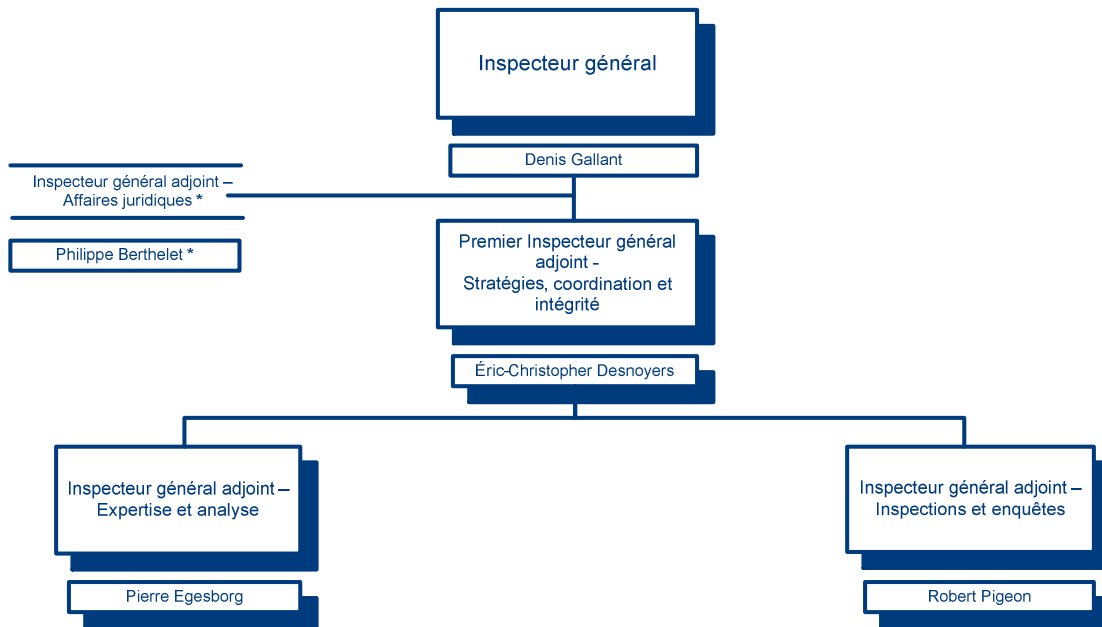 Inspecteur général
Denis Gallant
Inspecteur général adjoint –
Affaires juridiques *
Philippe Berthelet *
Premier Inspecteur général
adjoint -
Stratégies, coordination et
intégrité
Éric-Christopher Desnoyers
Inspecteur général adjoint –
Expertise et analyse
Pierre Egesborg
Inspecteur général adjoint –
Inspections et enquêtes
Robert Pigeon